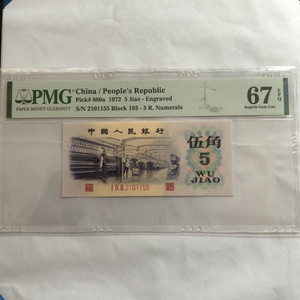 PMG
PAPER MONEY GUARANTY
China / People's Republic
Pick# 880a 1972 5 Jiao - Engraved
S/N 2101155 Block 193 - 3 R. Numerals
67 EPQ
Superb Gem Unc
中國人民银行
伍角
5
WU
JIAO
2101155